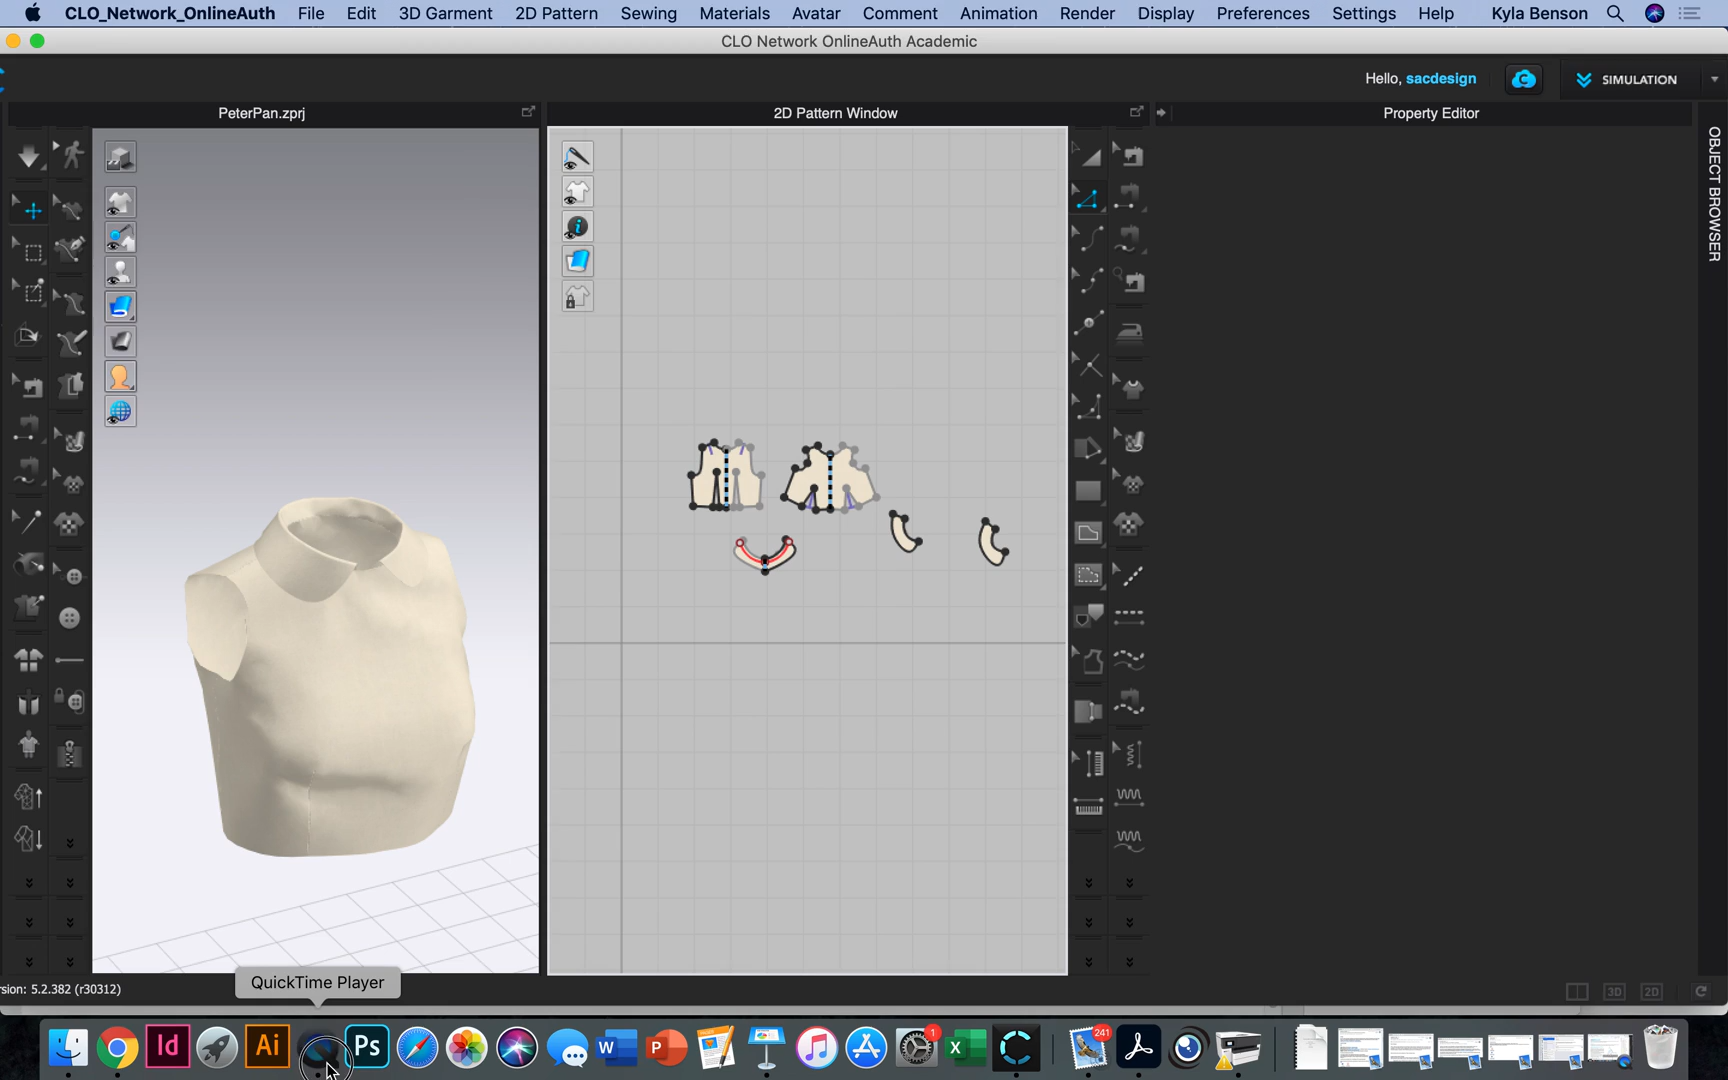 CLO_Network_OnlineAuth File Edit 3D Garment 2D Pattern Sewing Materials Avatar Comment Animation Render Display Preferences Settings Help Kyla Benson
CLO Network OnlineAuth Academic
Hello, sacdesign
SIMULATION
PeterPan.zprj
2D Pattern Window
Property Editor
OBJECT BROWSER
sion: 5.2.382 (r30312)
3D
2D
QuickTime Player
Id
Ai
Ps
W
P
1
X
241